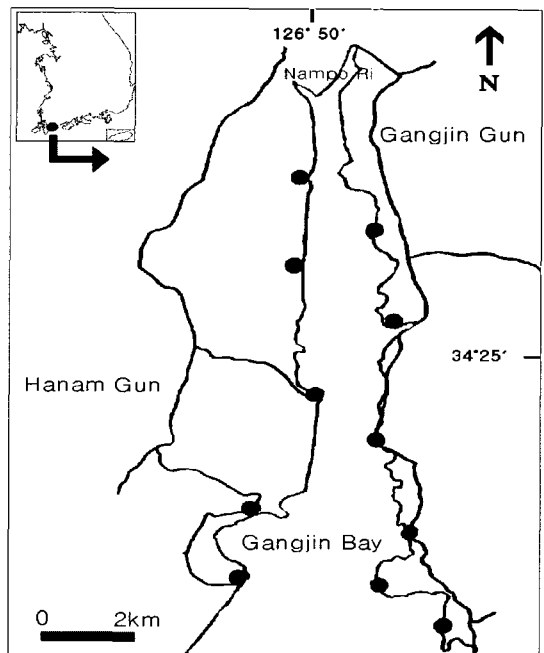 126° 50′
Nampo Ri
N
Gangjin Gun
34°25′
Hanam Gun
Gangjin Bay
0 2km